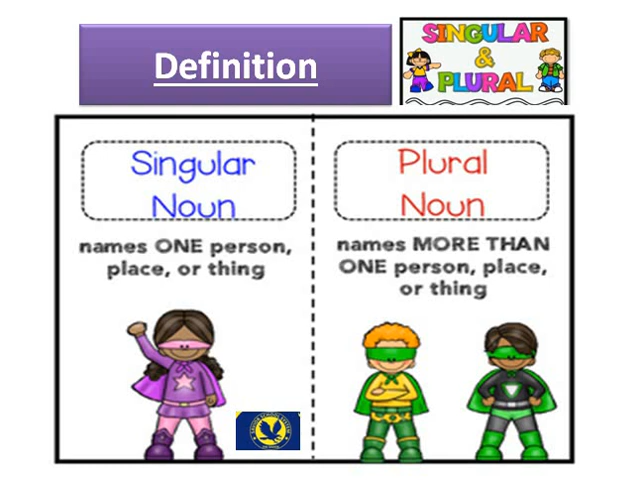 Definition
SINGULAR
&
PLURAL
Singular
Noun
names ONE person,
place, or thing
Plural
Noun
names MORE THAN
ONE person, place,
or thing